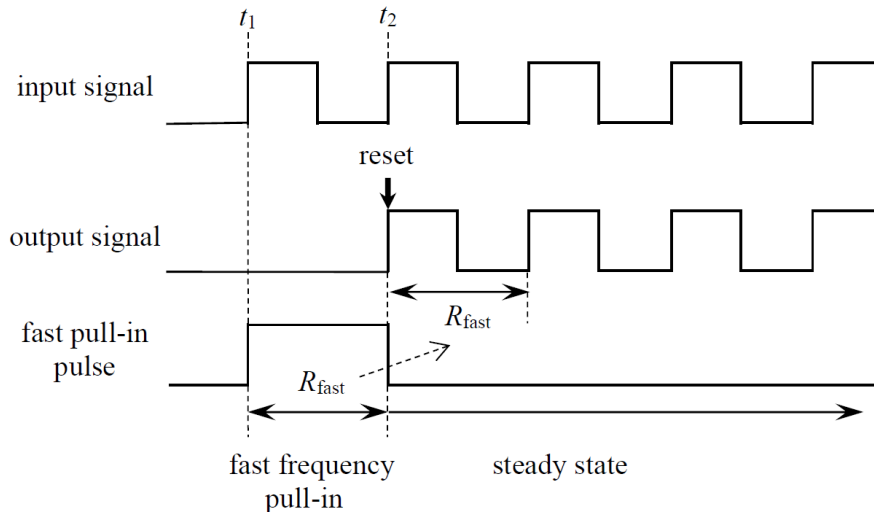 t1 t2
input signal
reset
output signal
Rfast
fast pull-in
pulse
Rfast
fast frequency steady state
pull-in